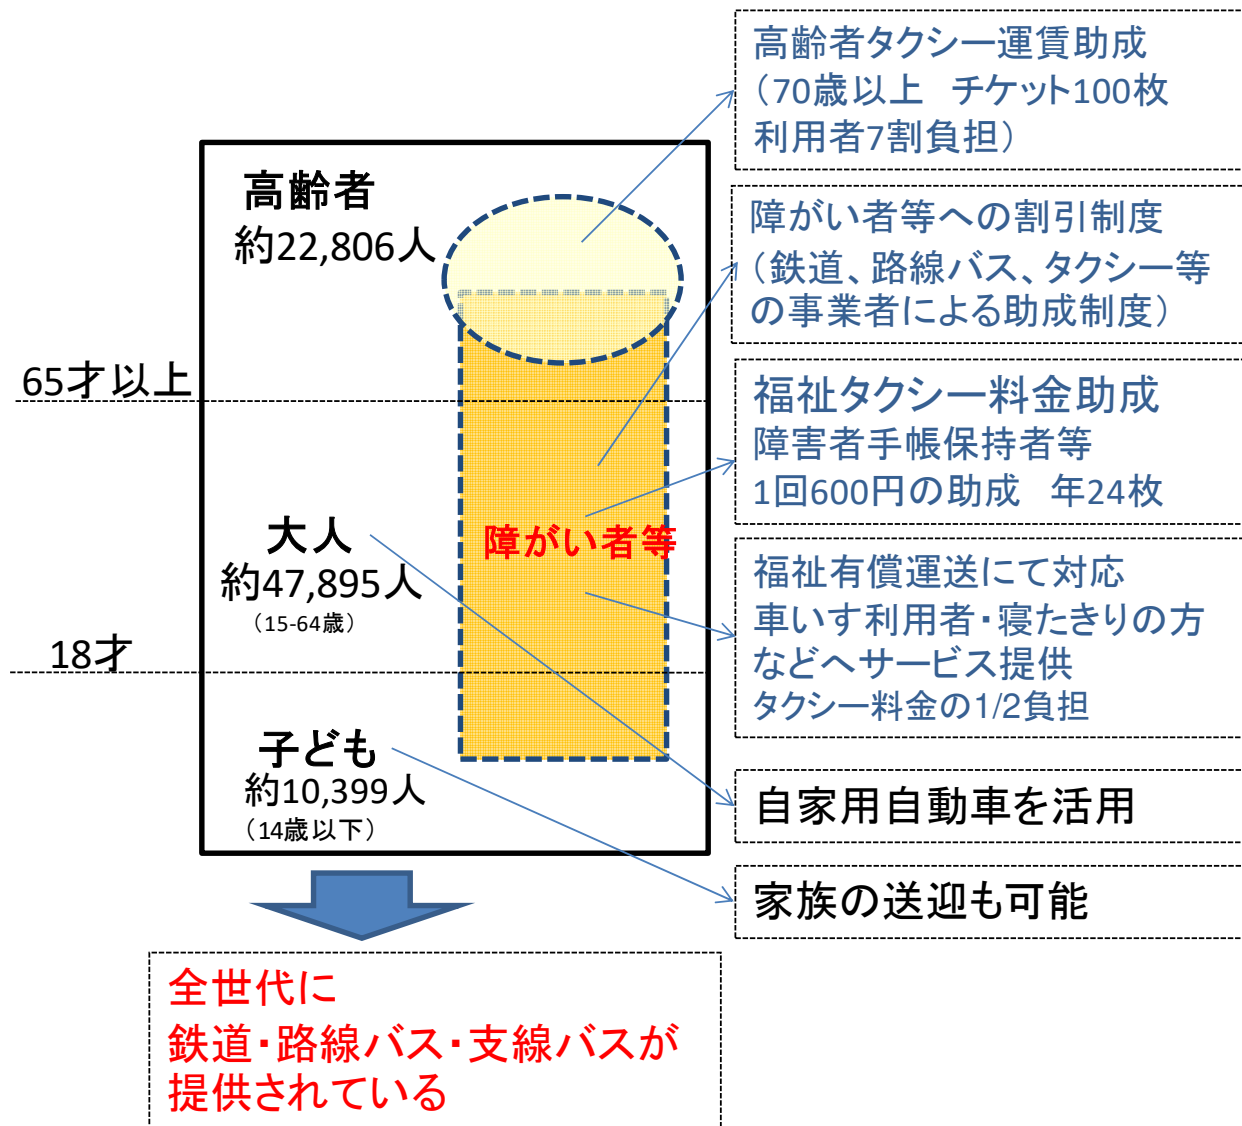 高齢者
約22,806人
65才以上
大人
約47,895人
（15-64歳）
18才
子ども
約10,399人
（14歳以下）
障がい者等
高齢者タクシー運賃助成
（70歳以上　チケット100枚
利用者7割負担）
障がい者等への割引制度
（鉄道、路線バス、タクシー等
の事業者による助成制度）
福祉タクシー料金助成
障害者手帳保持者等
1回600円の助成　年24枚
福祉有償運送にて対応
車いす利用者・寝たきりの方
などへサービス提供
タクシー料金の1/2負担
自家用自動車を活用
家族の送迎も可能
全世代に
鉄道・路線バス・支線バスが
提供されている